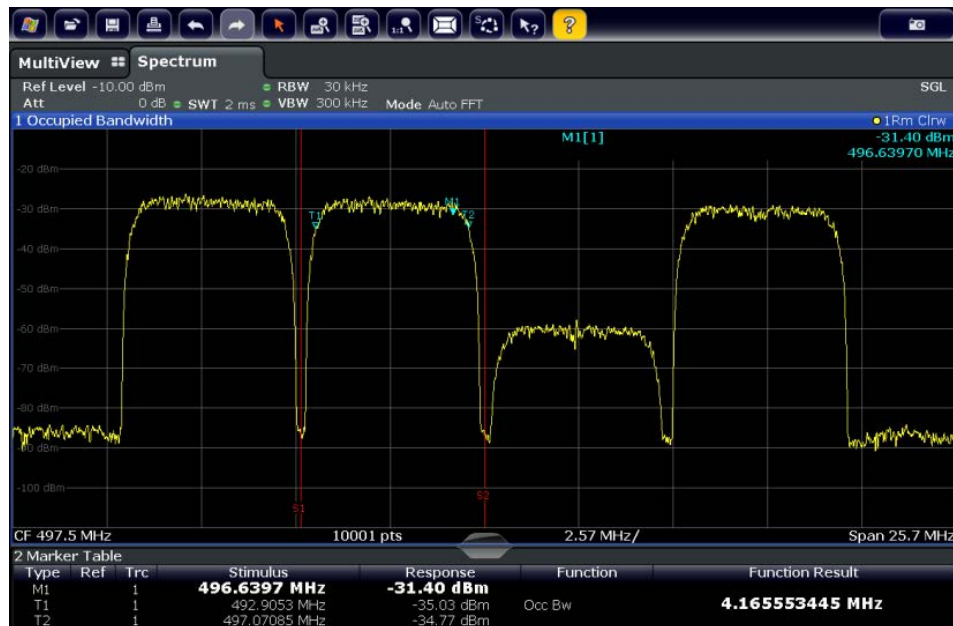 1:1
S
?
?
MultiView Spectrum
Ref Level -10.00 dBm RBW 30 kHz SGL
Att 0 dB SWT 2 ms VBW 300 kHz Mode Auto FFT
1 Occupied Bandwidth 1Rm Clrw
M1[1] -31.40 dBm
496.63970 MHz
-20 dBm
-30 dBm
T1
M1
T2
-40 dBm
-50 dBm
-60 dBm
-70 dBm
-80 dBm
-90 dBm
-100 dBm
S1
S2
CF 497.5 MHz 10001 pts 2.57 MHz/ Span 25.7 MHz
2 Marker Table
Type Ref Trc Stimulus Response Function Function Result
M1 1 496.6397 MHz -31.40 dBm
T1 1 492.9053 MHz -35.03 dBm Occ Bw 4.165553445 MHz
T2 1 497.07085 MHz -34.77 dBm